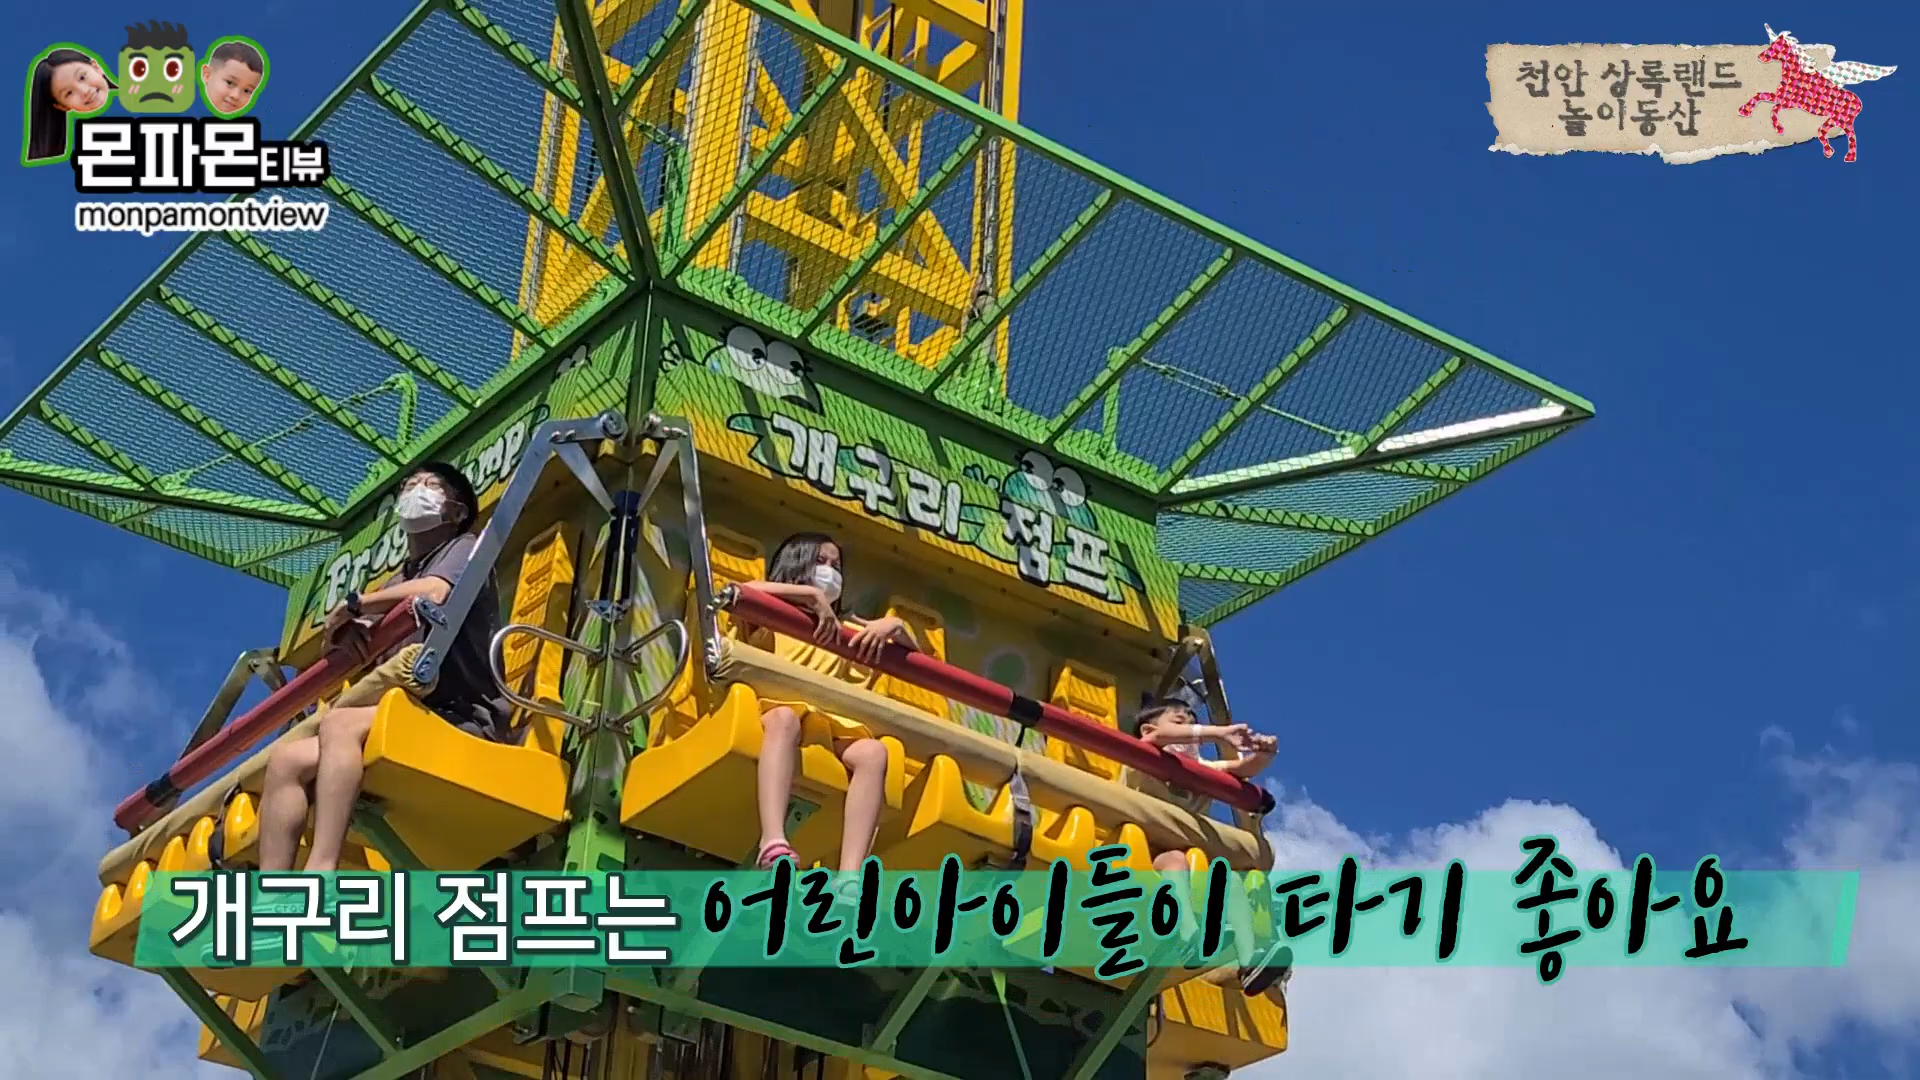 몬파몬티뷰
monpamontview
천안 상록랜드
놀이동산
개구리 점프
Frog Jump
개구리 점프는 어린아이들이 타기 좋아요